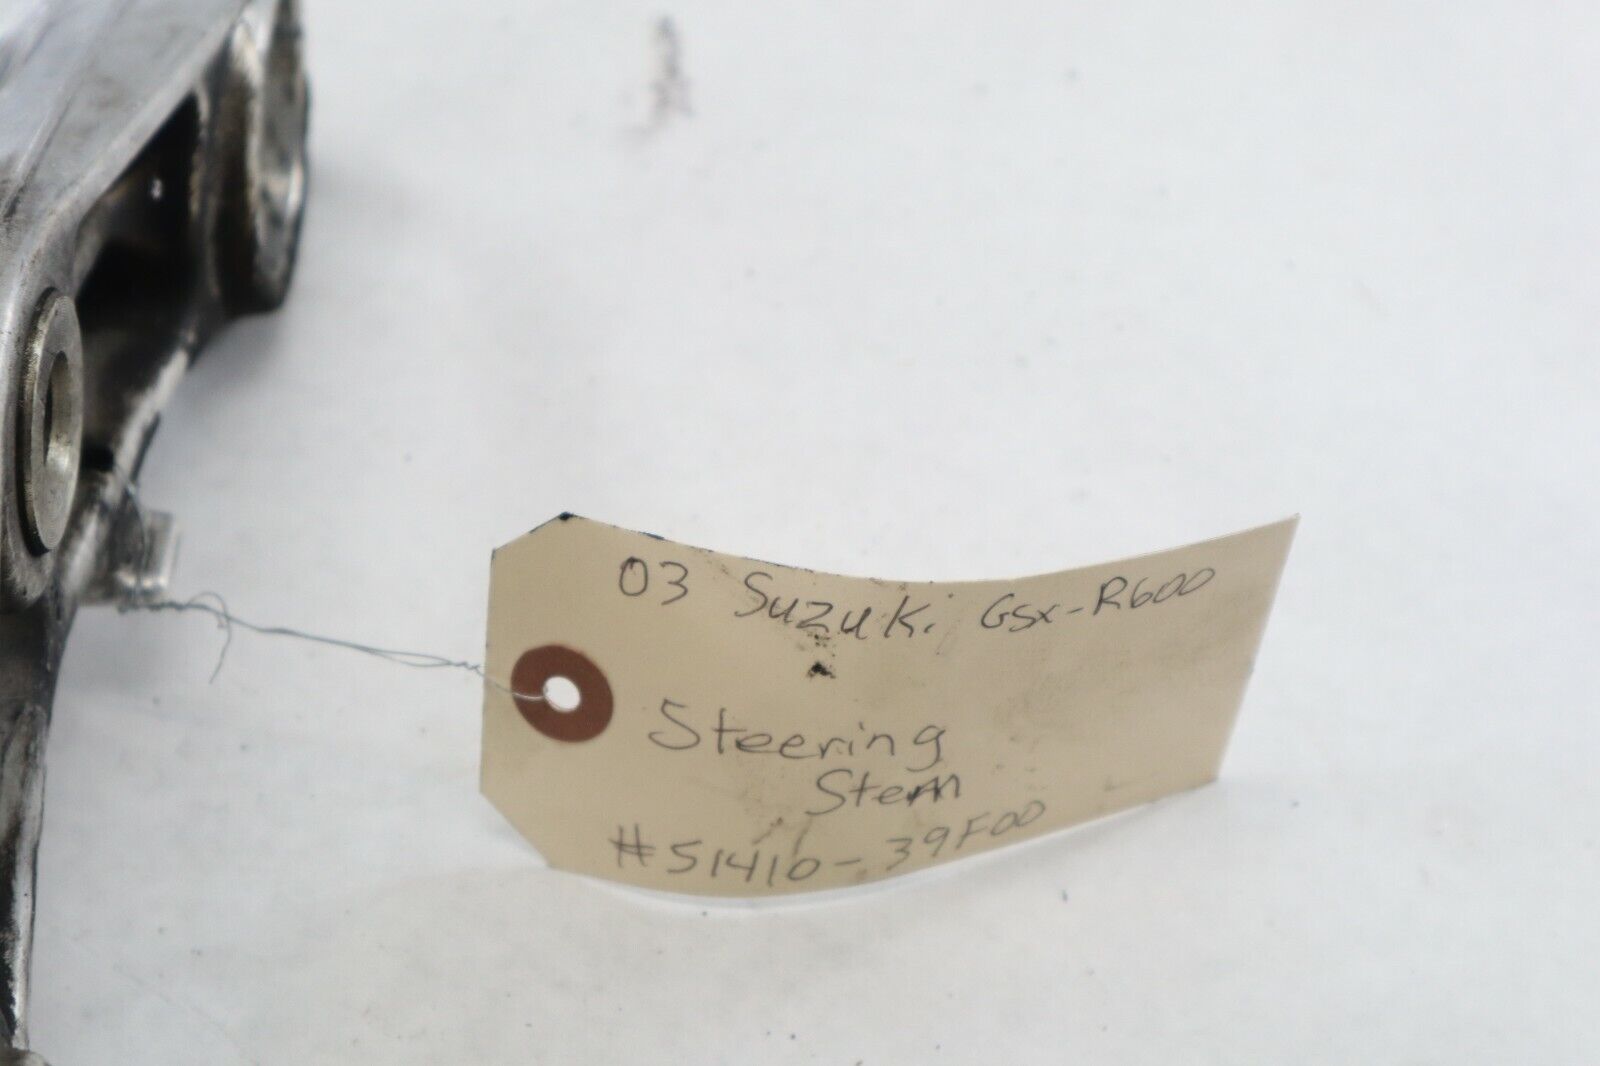 03 Suzuki GSX-R600
Steering
Stem
#51410-39F00